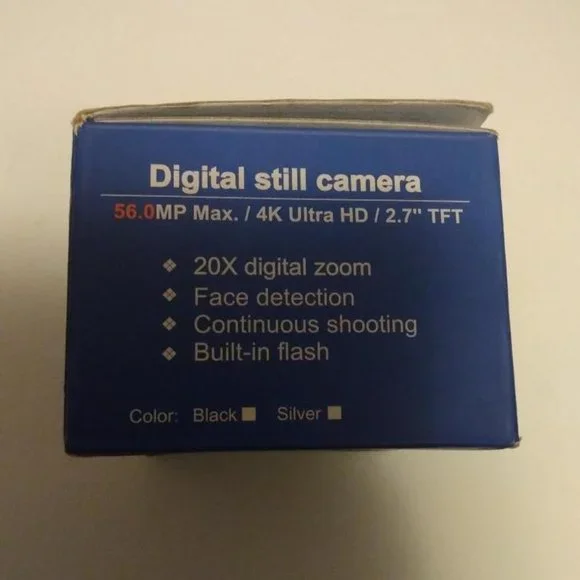 Digital still camera
56.0MP Max. / 4K Ultra HD / 2.7" TFT
❖ 20X digital zoom
❖ Face detection
❖ Continuous shooting
❖ Built-in flash
Color: Black □ Silver □